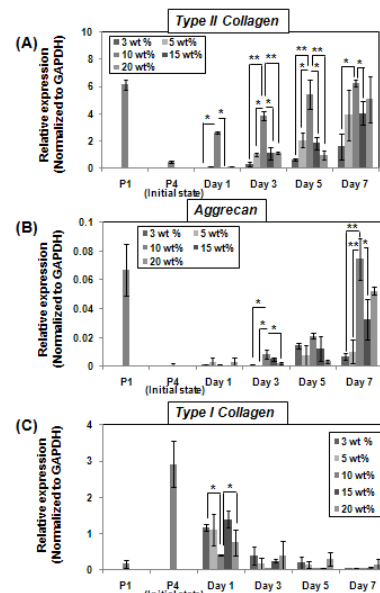 Type II Collagen
(A)
Relative expression
(Normalized to GAPDH)
8
6
4
2
0
3 wt % 5 wt%
10 wt% 15 wt%
20 wt%
* * ** ** * * ** ** * * * *
P1 P4 Day 1 Day 3 Day 5 Day 7
(Initial state)
Aggrecan
(B)
Relative expression
(Normalized to GAPDH)
0.1
0.08
0.06
0.04
0.02
0
3 wt % 5 wt%
10 wt% 15 wt%
20 wt%
* * * ** ** *
P1 P4 Day 1 Day 3 Day 5 Day 7
(Initial state)
Type I Collagen
(C)
Relative expression
(Normalized to GAPDH)
4
3
2
1
0
3 wt %
5 wt%
10 wt%
15 wt%
20 wt%
* *
P1 P4 Day 1 Day 3 Day 5 Day 7